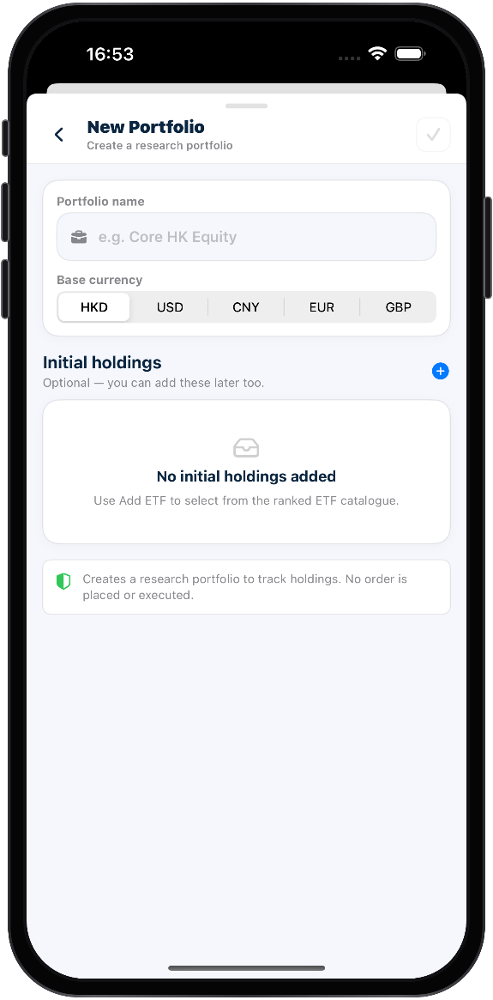 16:53
New Portfolio
Create a research portfolio
Portfolio name
e.g. Core HK Equity
Base currency
HKD USD CNY EUR GBP
Initial holdings
Optional — you can add these later too.
No initial holdings added
Use Add ETF to select from the ranked ETF catalogue.
Creates a research portfolio to track holdings. No order is
placed or executed.